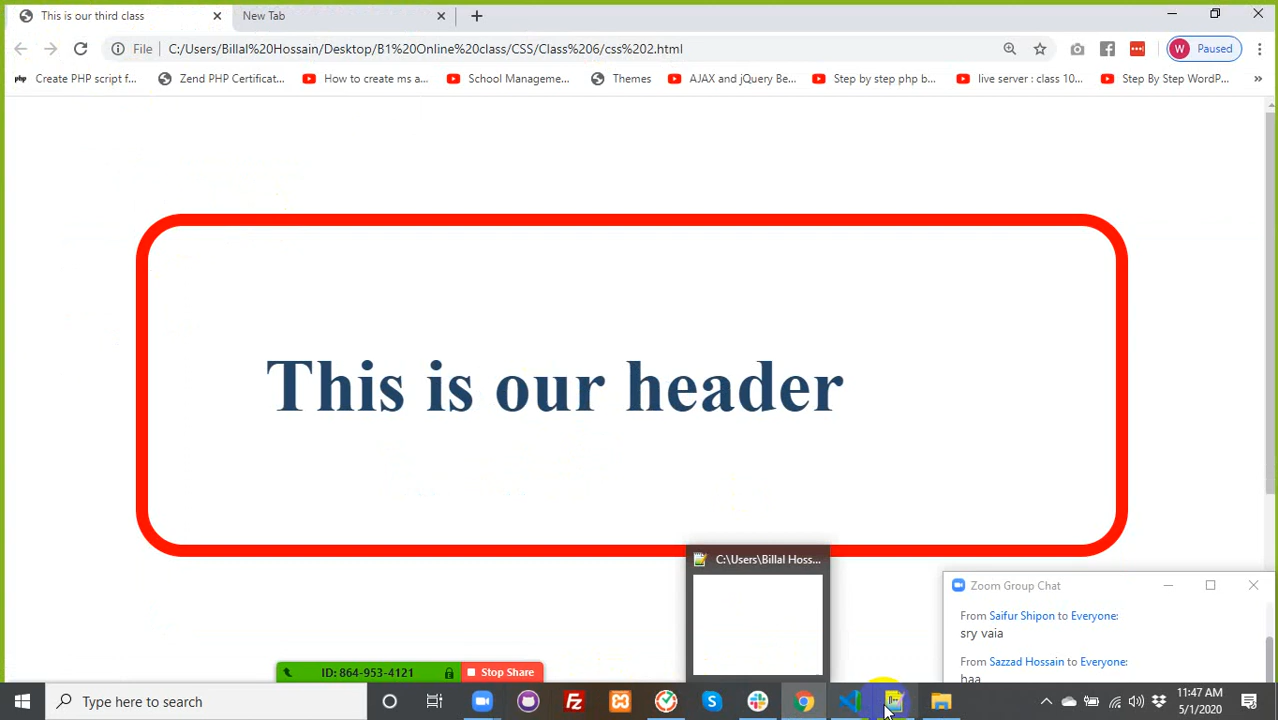 This is our third class
New Tab
File
C:/Users/Billal%20Hossain/Desktop/B1%20Online%20class/CSS/Class%206/css%202.html
W Paused
php Create PHP script f...
Zend PHP Certificat...
How to create ms a...
School Manageme...
Themes
AJAX and jQuery Be...
Step by step php b...
live server : class 10...
Step By Step WordP...
»
This is our header
C:\Users\Billal Hoss...
Zoom Group Chat
From Saifur Shipon to Everyone:
sry vaia
From Sazzad Hossain to Everyone:
haa
ID: 864-953-4121
Stop Share
Type here to search
11:47 AM
5/1/2020